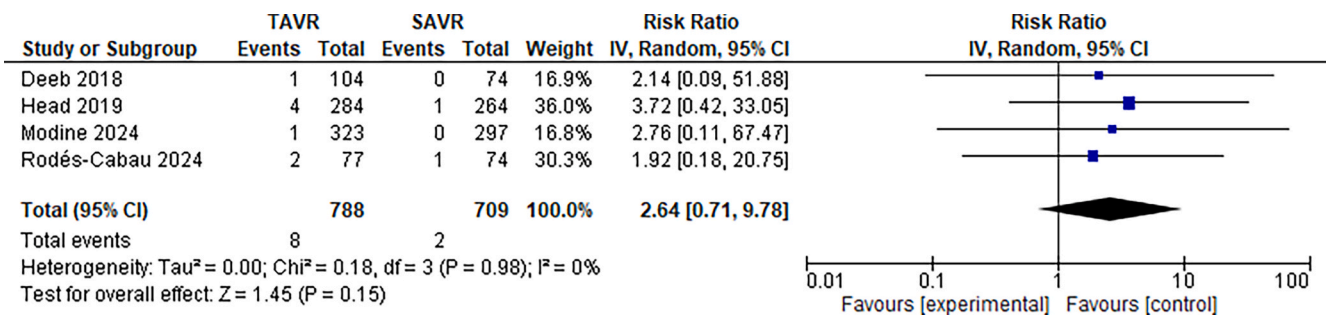 TAVR SAVR Risk Ratio Risk Ratio
Study or Subgroup Events Total Events Total Weight IV, Random, 95% CI IV, Random, 95% CI
Deeb 2018 1 104 0 74 16.9% 2.14 [0.09, 51.88]
Head 2019 4 284 1 264 36.0% 3.72 [0.42, 33.05]
Modine 2024 1 323 0 297 16.8% 2.76 [0.11, 67.47]
Rodés-Cabau 2024 2 77 1 74 30.3% 1.92 [0.18, 20.75]
Total (95% CI) 788 709 100.0% 2.64 [0.71, 9.78]
Total events 8 2
Heterogeneity: Tau² = 0.00; Chi² = 0.18, df = 3 (P = 0.98); I² = 0%
Test for overall effect: Z = 1.45 (P = 0.15)
0.01 0.1 1 10 100
Favours [experimental] Favours [control]